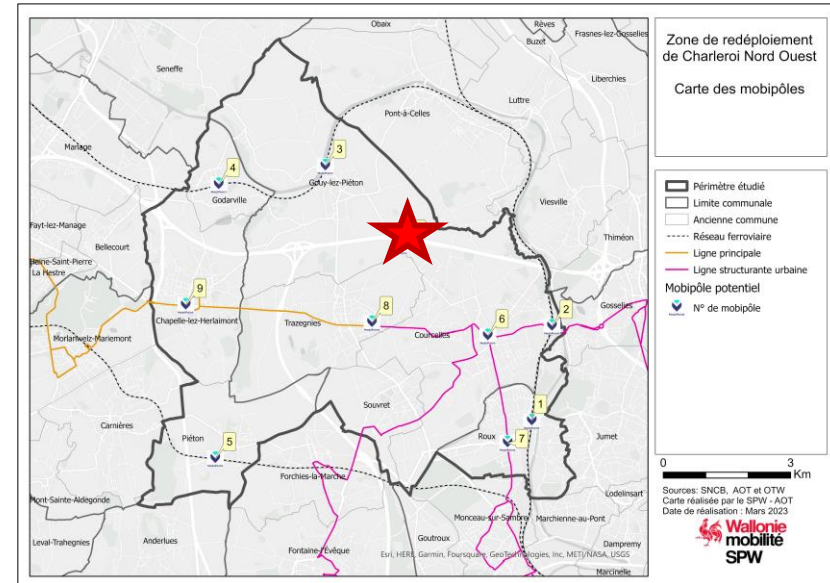 Zone de redéploiement
de Charleroi Nord Ouest
Carte des mobipôles
Périmètre étudié
Limite communale
Ancienne commune
Réseau ferroviaire
Ligne principale
Ligne structurante urbaine
Mobipôle potentiel
N° de mobipôle
0 3
Km
Sources: SNCB, AOT et OTW
Carte réalisée par le SPW - AOT
Date de réalisation : Mars 2023
Wallonie
mobilité
SPW
Obaix
Rèves
Buzet
Frasnes-lez-Gosselies
Seneffe
Liberchies
Luttre
Pont-à-Celles
Manage
3
4
Gouy-lez-Piéton
Godarville
Viesville
Fayt-lez-Manage
Thiméon
Bellecourt
La Hestre
9
Gosselies
2
8
6
Chapelle-lez-Herlaimont
Trazegnies
Courcelles
Morlanwelz-Mariemont
Souvret
1
Carnières
Piéton
5
Roux
7
Jumet
Forchies-la-Marche
Lodelinsart
Mont-Sainte-Aldegonde
Monceau-sur-Sambre
Marchienne-au-Pont
Leval-Trahegnies
Anderlues
Goutroux
Fontaine-l'Évêque
Dampremy
Esri, HERE, Garmin, Foursquare, GeoTechnologies, Inc, METI/NASA, USGS
Marcinelle